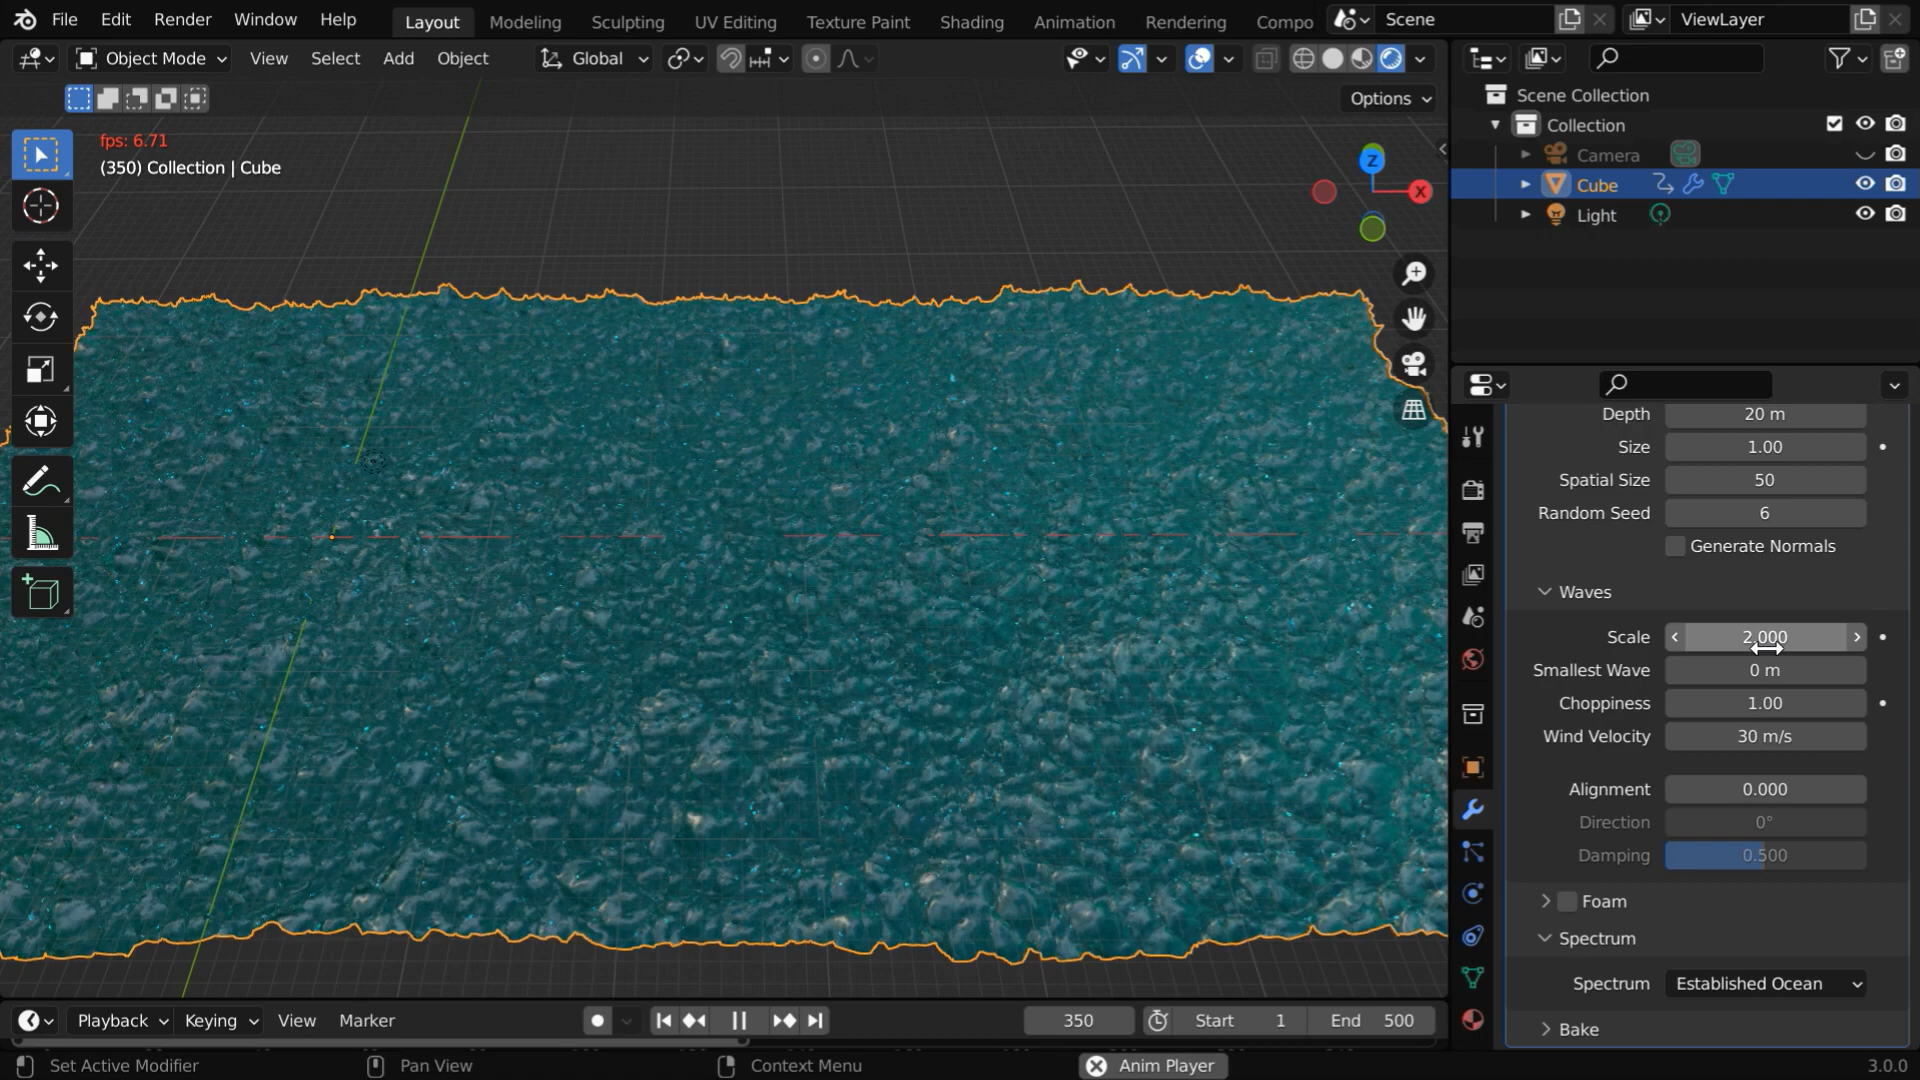 File Edit Render Window Help
Layout Modeling Sculpting UV Editing Texture Paint Shading Animation Rendering Compo
Scene
ViewLayer
Object Mode View Select Add Object
Global
Options
fps: 6.71
(350) Collection | Cube
Z
X
Scene Collection
Collection
Camera
Cube
Light
Depth 20 m
Size 1.00
Spatial Size 50
Random Seed 6
Generate Normals
Waves
Scale 2.000
Smallest Wave 0 m
Choppiness 1.00
Wind Velocity 30 m/s
Alignment 0.000
Direction 0°
Damping 0.500
Foam
Spectrum
Spectrum Established Ocean
Bake
Playback Keying View Marker
350
Start 1
End 500
Set Active Modifier
Pan View
Context Menu
Anim Player
3.0.0